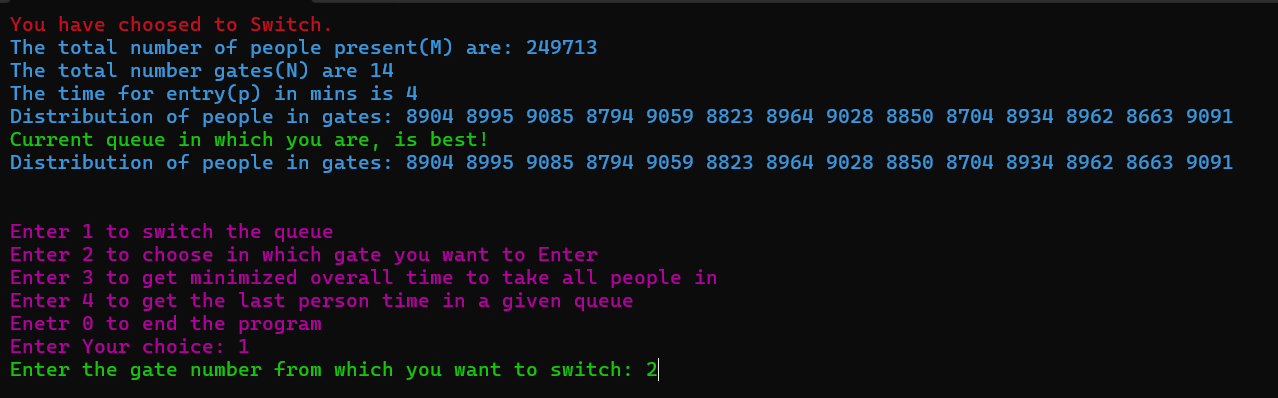 You have choosed to Switch.
The total number of people present(M) are: 249713
The total number gates(N) are 14
The time for entry(p) in mins is 4
Distribution of people in gates: 8904 8995 9085 8794 9059 8823 8964 9028 8850 8704 8934 8962 8663 9091
Current queue in which you are, is best!
Distribution of people in gates: 8904 8995 9085 8794 9059 8823 8964 9028 8850 8704 8934 8962 8663 9091
Enter 1 to switch the queue
Enter 2 to choose in which gate you want to Enter
Enter 3 to get minimized overall time to take all people in
Enter 4 to get the last person time in a given queue
Enetr 0 to end the program
Enter Your choice: 1
Enter the gate number from which you want to switch: 2